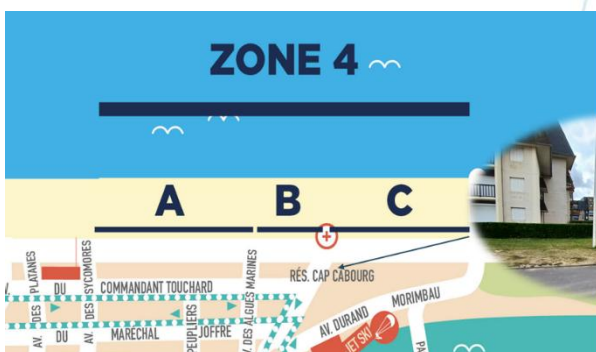 ZONE 4
A B C
RÉS. CAP CABOURG
AV. DES PLATANES
AV. DES SYCOMORES
DU COMMANDANT TOUCHARD
DU MARÉCHAL JOFFRE
PEUPLIERS
DES ALGUES MARINES
AV. DURAND MORIMBAU
JET SKI